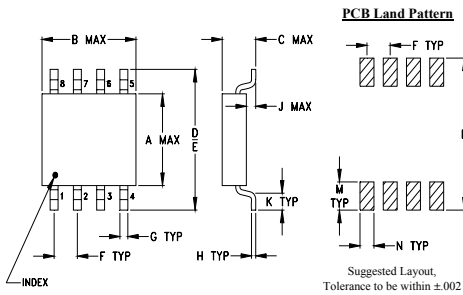 PCB Land Pattern
B MAX
C MAX
F TYP
8 7 6 5
J MAX
A MAX
D
E
1 2 3 4
K TYP
M
TYP
G TYP
F TYP
H TYP
N TYP
INDEX
Suggested Layout,
Tolerance to be within ±.002